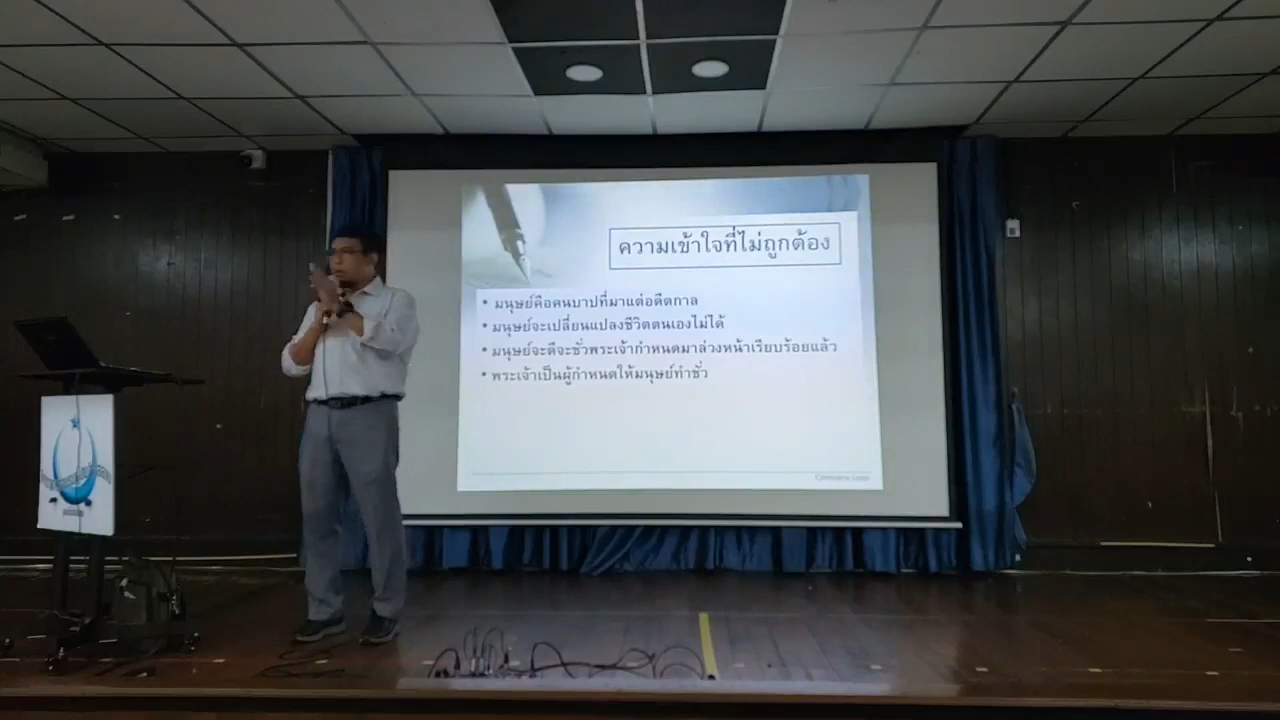 ความเข้าใจที่ไม่ถูกต้อง
• มนุษย์คือคนบาปที่มาแต่อดีตกาล
• มนุษย์จะเปลี่ยนแปลงชีวิตตนเองไม่ได้
• มนุษย์จะดีจะชั่วพระเจ้ากำหนดมาล่วงหน้าเรียบร้อยแล้ว
• พระเจ้าเป็นผู้กำหนดให้มนุษย์ทำชั่ว
Company Logo